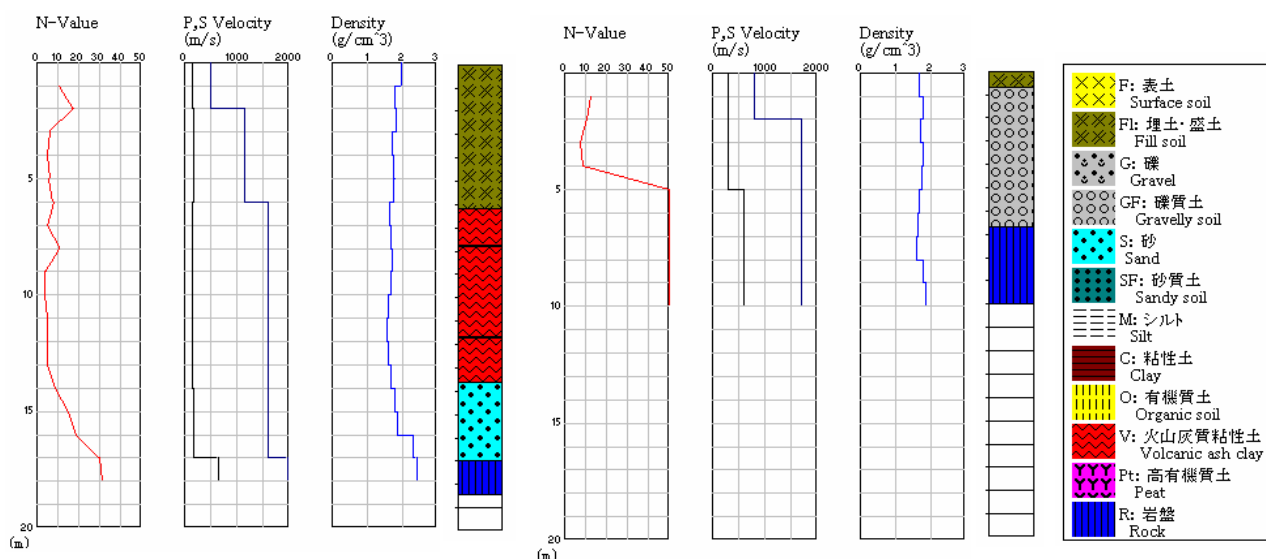 N-Value
0 10 20 30 40 50
5
10
15
20
(m)
P,S Velocity
(m/s)
0 1000 2000
Density
(g/cm^3)
0 1 2 3
N-Value
0 10 20 30 40 50
5
10
15
20
(m)
P,S Velocity
(m/s)
0 1000 2000
Density
(g/cm^3)
0 1 2 3
F: 表土
Surface soil
Fl: 埋土・盛土
Fill soil
G: 礫
Gravel
GF: 礫質土
Gravelly soil
S: 砂
Sand
SF: 砂質土
Sandy soil
M: シルト
Silt
C: 粘性土
Clay
O: 有機質土
Organic soil
V: 火山灰質粘性土
Volcanic ash clay
Pt: 高有機質土
Peat
R: 岩盤
Rock